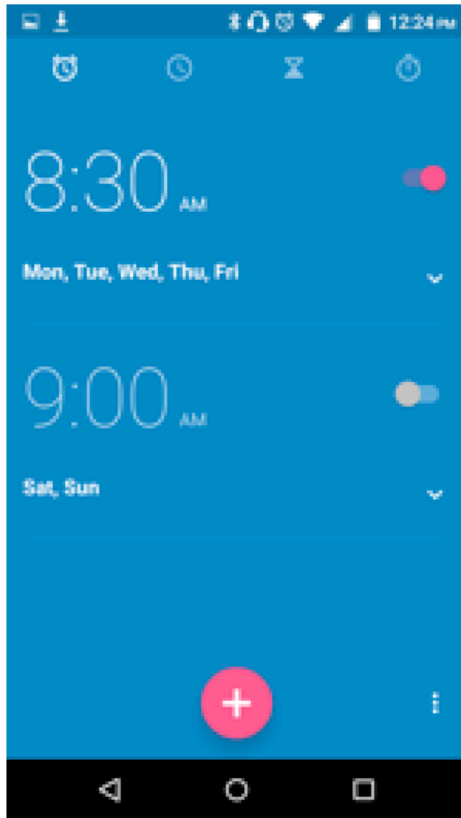 12:24 PM
8:30 AM
Mon, Tue, Wed, Thu, Fri
9:00 AM
Sat, Sun